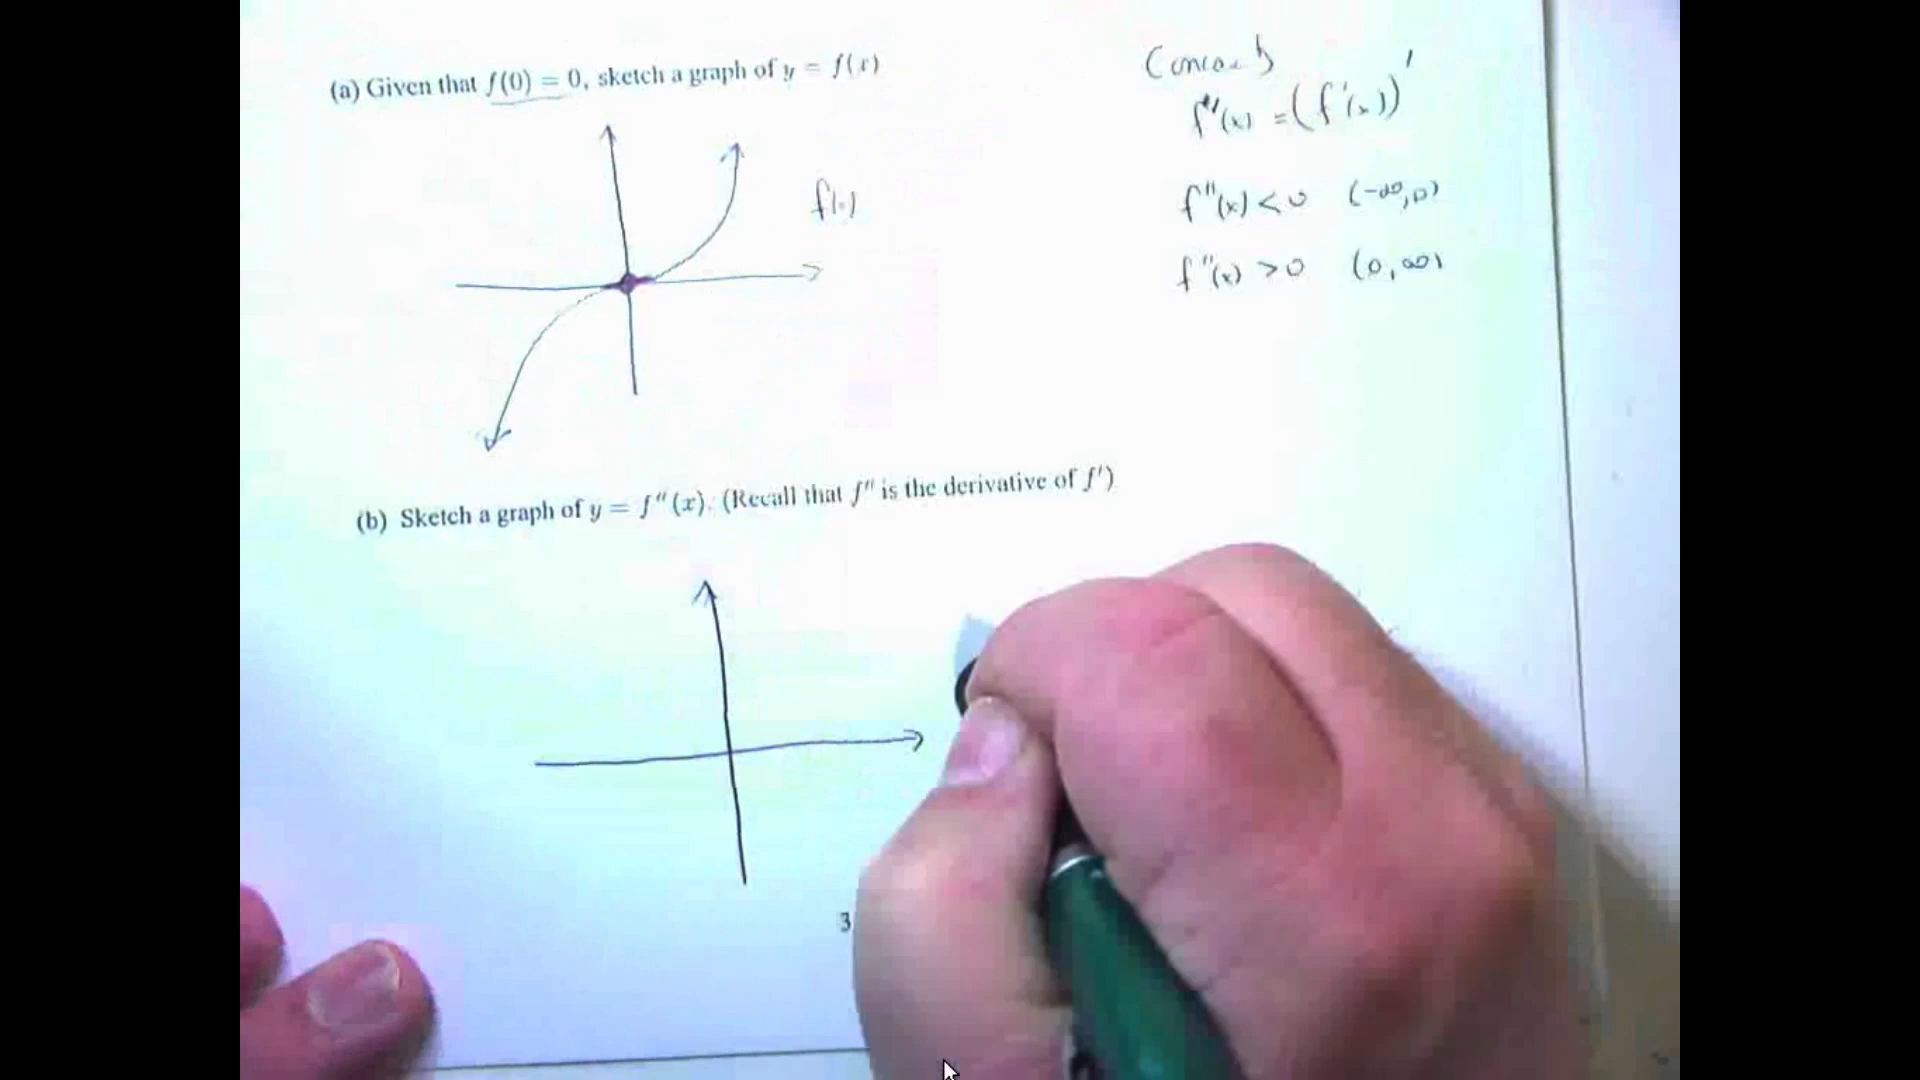 (a) Given that f(0) = 0, sketch a graph of y = f(x)
f(x)
Concavity
f''(x) = (f'(x))'
f''(x) < 0 (-∞,0)
f''(x) > 0 (0,∞)
(b) Sketch a graph of y = f''(x). (Recall that f'' is the derivative of f')
3